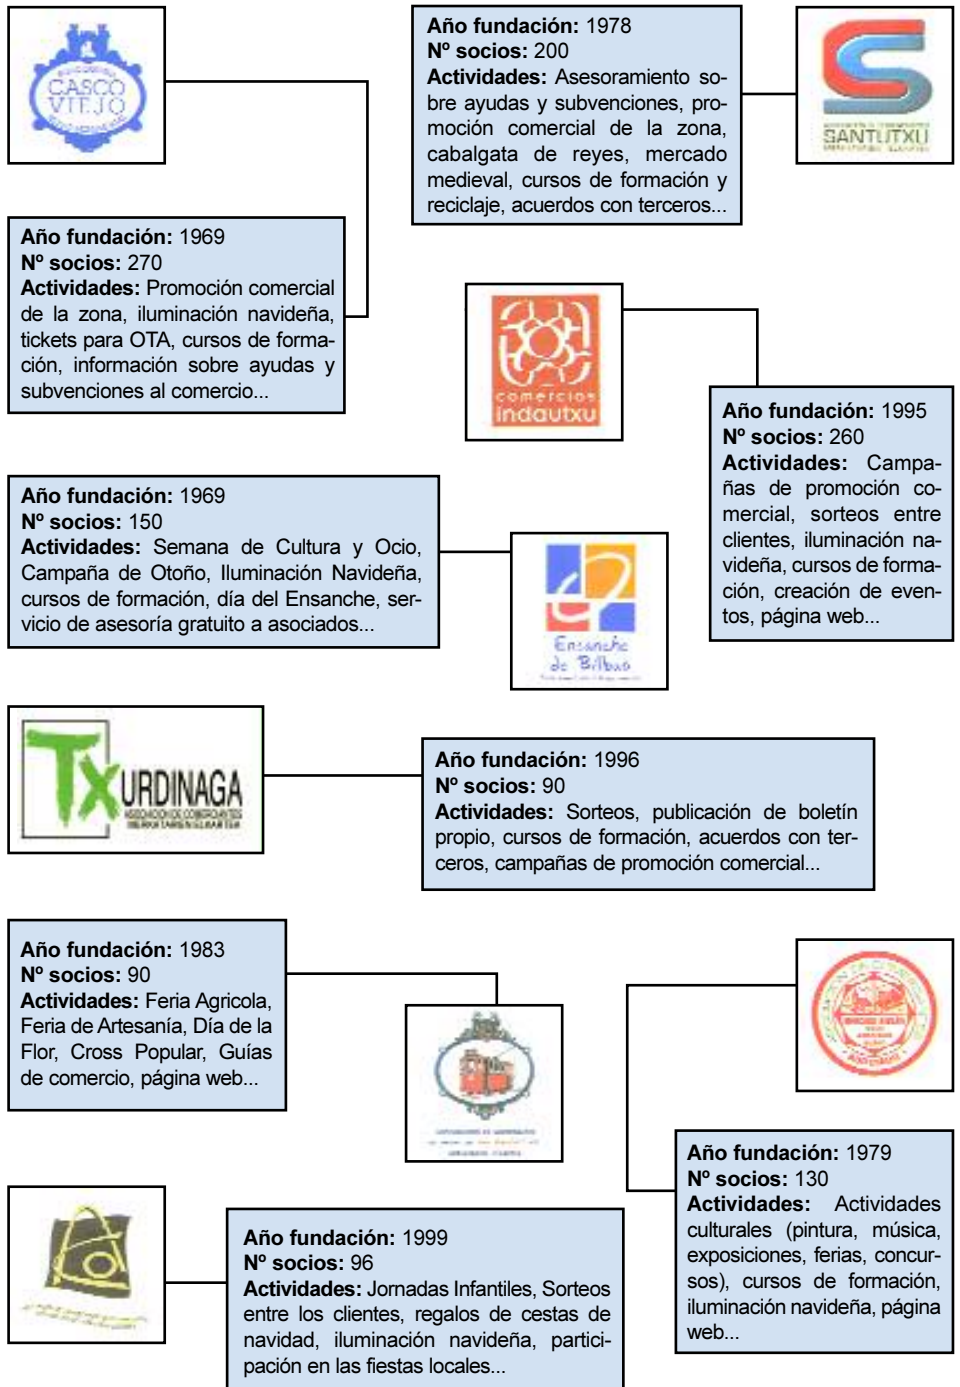 CASCO
VIEJO
Año fundación: 1969
Nº socios: 270
Actividades: Promoción comercial
de la zona, iluminación navideña,
tickets para OTA, cursos de forma-
ción, información sobre ayudas y
subvenciones al comercio...
Año fundación: 1978
Nº socios: 200
Actividades: Asesoramiento so-
bre ayudas y subvenciones, pro-
moción comercial de la zona,
cabalgata de reyes, mercado
medieval, cursos de formación y
reciclaje, acuerdos con terceros...
SANTUTXU
comercios
indautxu
Año fundación: 1995
Nº socios: 260
Actividades: Campa-
ñas de promoción co-
mercial, sorteos entre
clientes, iluminación na-
videña, cursos de forma-
ción, creación de even-
tos, página web...
Año fundación: 1969
Nº socios: 150
Actividades: Semana de Cultura y Ocio,
Campaña de Otoño, Iluminación Navideña,
cursos de formación, día del Ensanche, ser-
vicio de asesoría gratuito a asociados...
Ensanche
de Bilbao
TXURDINAGA
ASOCIACION DE COMERCIANTES
MERKATARIEN ELKARTEA
Año fundación: 1996
Nº socios: 90
Actividades: Sorteos, publicación de boletín
propio, cursos de formación, acuerdos con ter-
ceros, campañas de promoción comercial...
Año fundación: 1983
Nº socios: 90
Actividades: Feria Agricola,
Feria de Artesanía, Día de la
Flor, Cross Popular, Guías
de comercio, página web...
Año fundación: 1979
Nº socios: 130
Actividades: Actividades
culturales (pintura, música,
exposiciones, ferias, concur-
sos), cursos de formación,
iluminación navideña, página
web...
Año fundación: 1999
Nº socios: 96
Actividades: Jornadas Infantiles, Sorteos
entre los clientes, regalos de cestas de
navidad, iluminación navideña, partici-
pación en las fiestas locales...